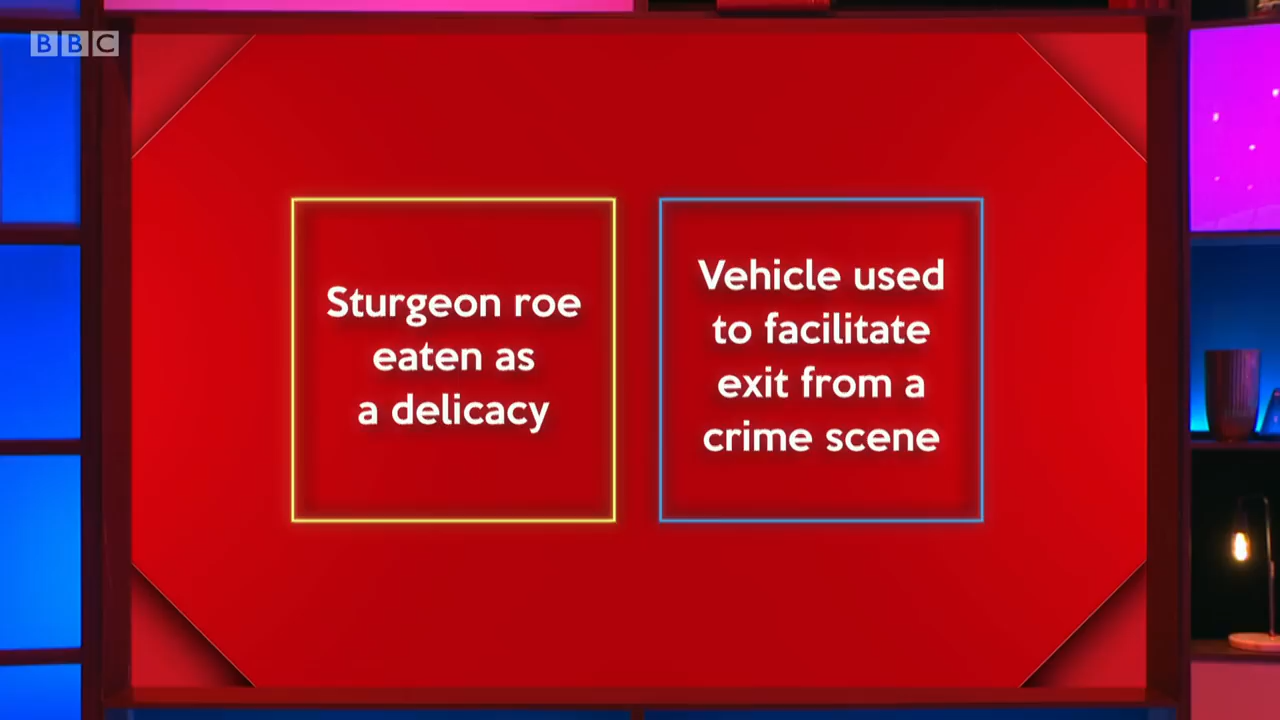 BBC
Sturgeon roe
eaten as
a delicacy
Vehicle used
to facilitate
exit from a
crime scene